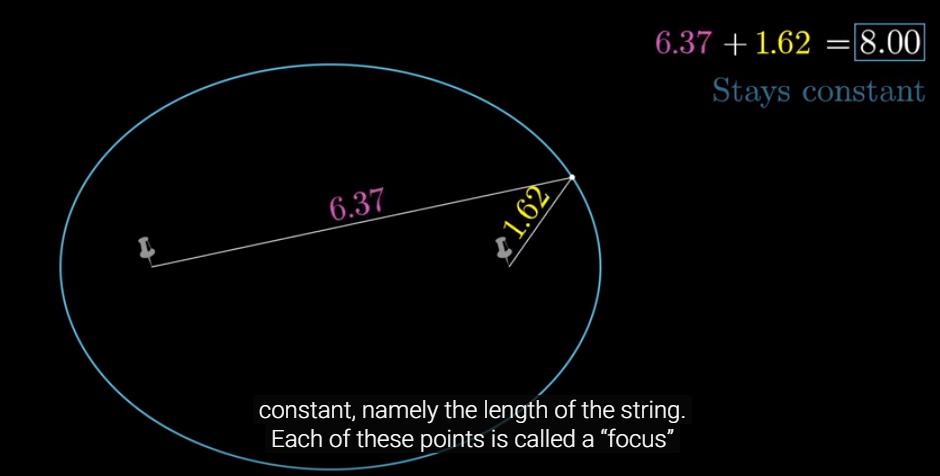 6.37 + 1.62 = 8.00
Stays constant
6.37
1.62
constant, namely the length of the string.
Each of these points is called a “focus”